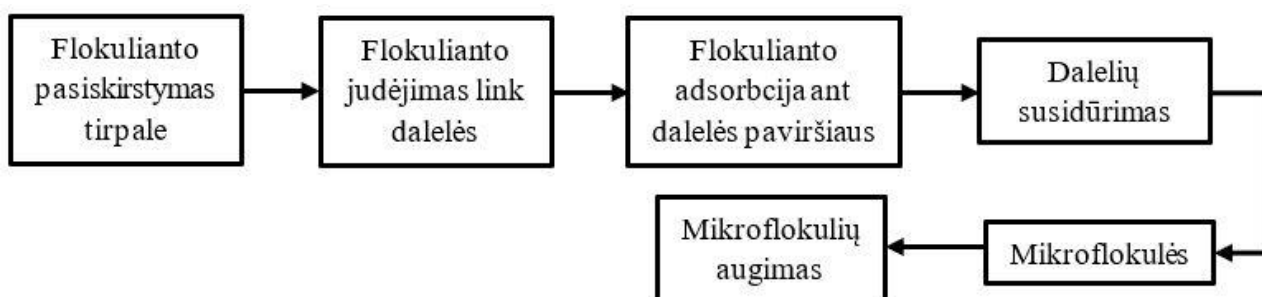 Flokulianto
pasiskirstymas
tirpale
Flokulianto
judėjimas link
dalelės
Flokulianto
adsorbcija ant
dalelės paviršiaus
Dalelių
susidūrimas
Mikroflokulės
Mikroflokulių
augimas